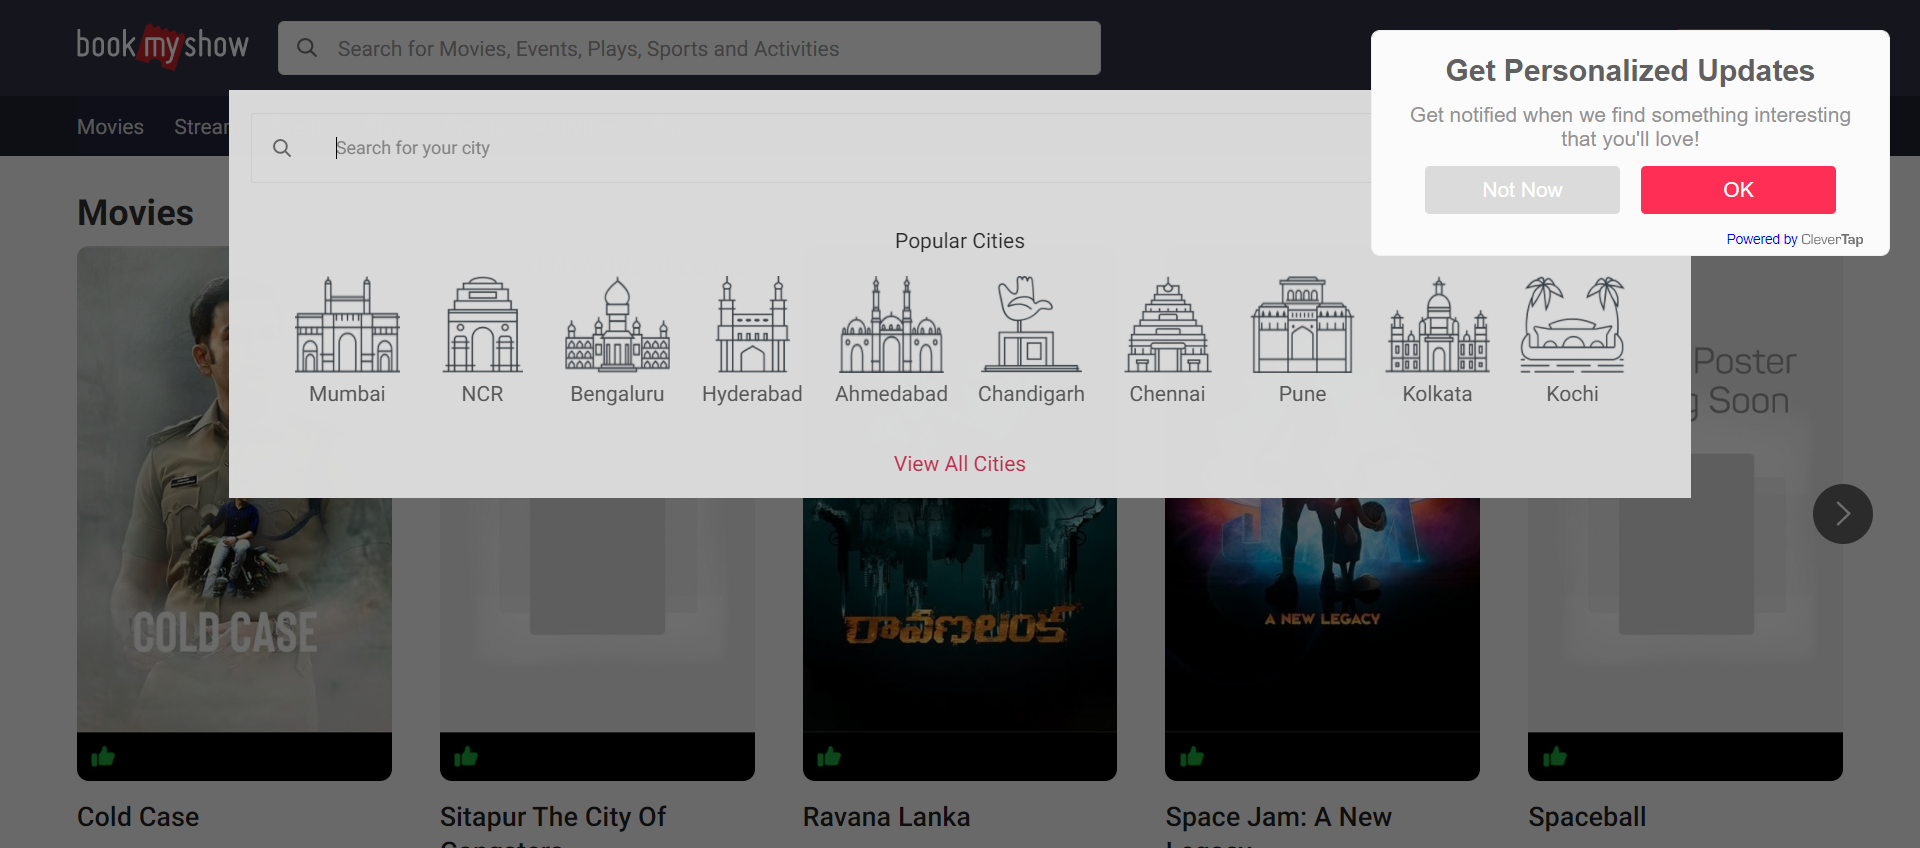 book my show
Search for Movies, Events, Plays, Sports and Activities
Get Personalized Updates
Get notified when we find something interesting
that you'll love!
Not Now
OK
Powered by CleverTap
Movies
Search for your city
Movies
Popular Cities
Mumbai
NCR
Bengaluru
Hyderabad
Ahmedabad
Chandigarh
Chennai
Pune
Kolkata
Kochi
View All Cities
Poster
Soon
COLD CASE
రావణలంక
A NEW LEGACY
Cold Case
Sitapur The City Of
Ravana Lanka
Space Jam: A New
Spaceball